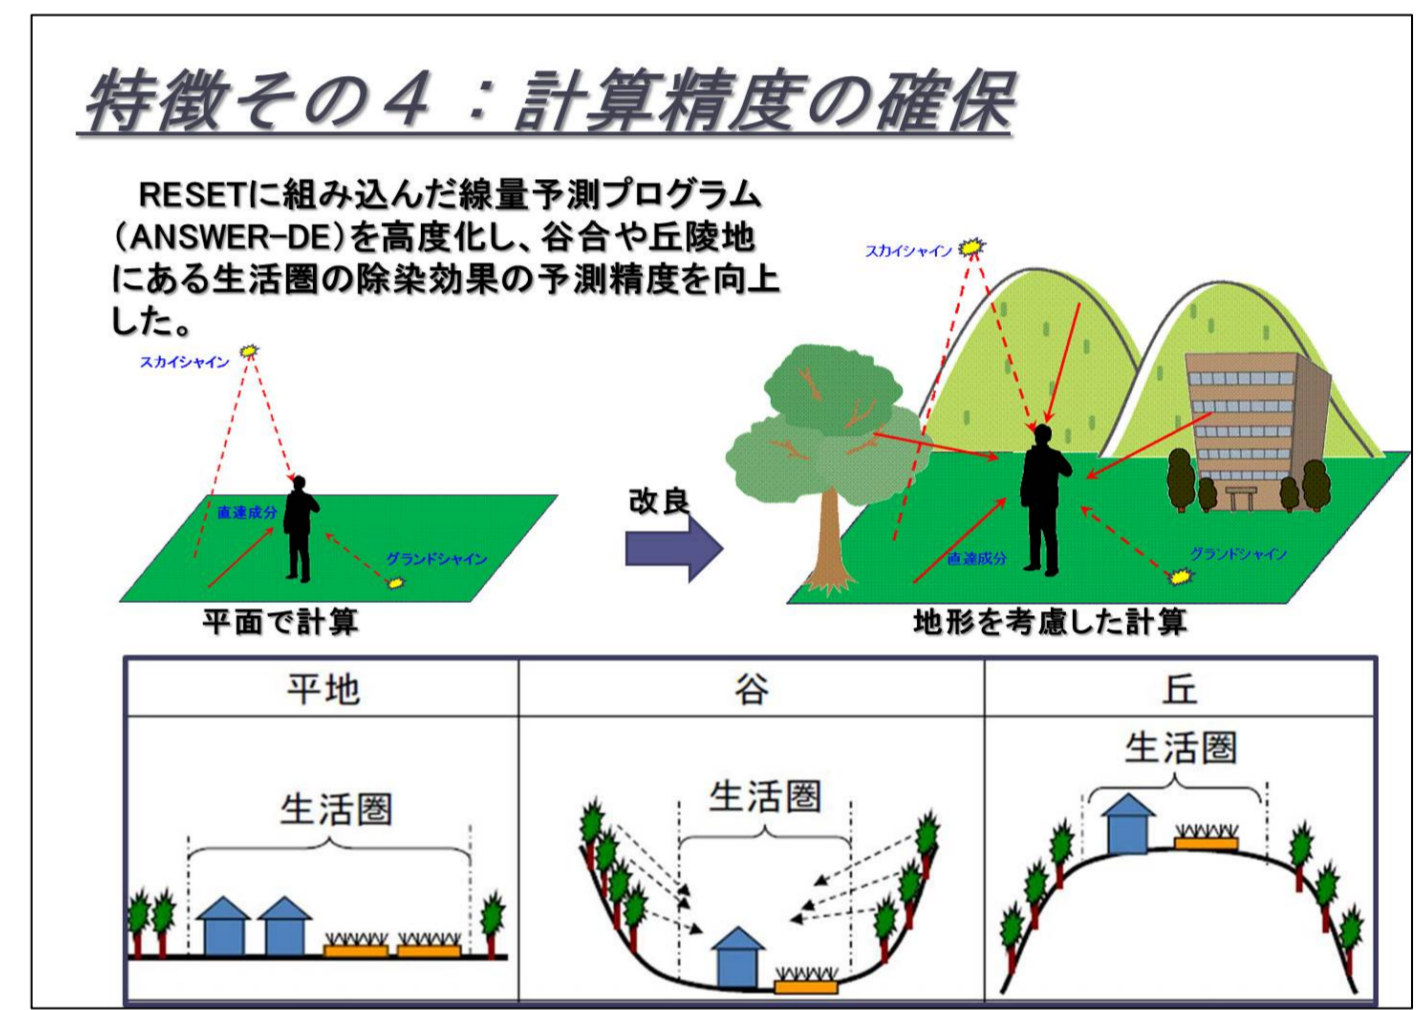 特徴その４：計算精度の確保
RESETに組み込んだ線量予測プログラム
（ANSWER-DE）を高度化し、谷合や丘陵地
にある生活圏の除染効果の予測精度を向上
した。
スカイシャイン
直達成分
グランドシャイン
平面で計算
改良
スカイシャイン
直達成分
グランドシャイン
地形を考慮した計算
平地
谷
丘
生活圏
生活圏
生活圏